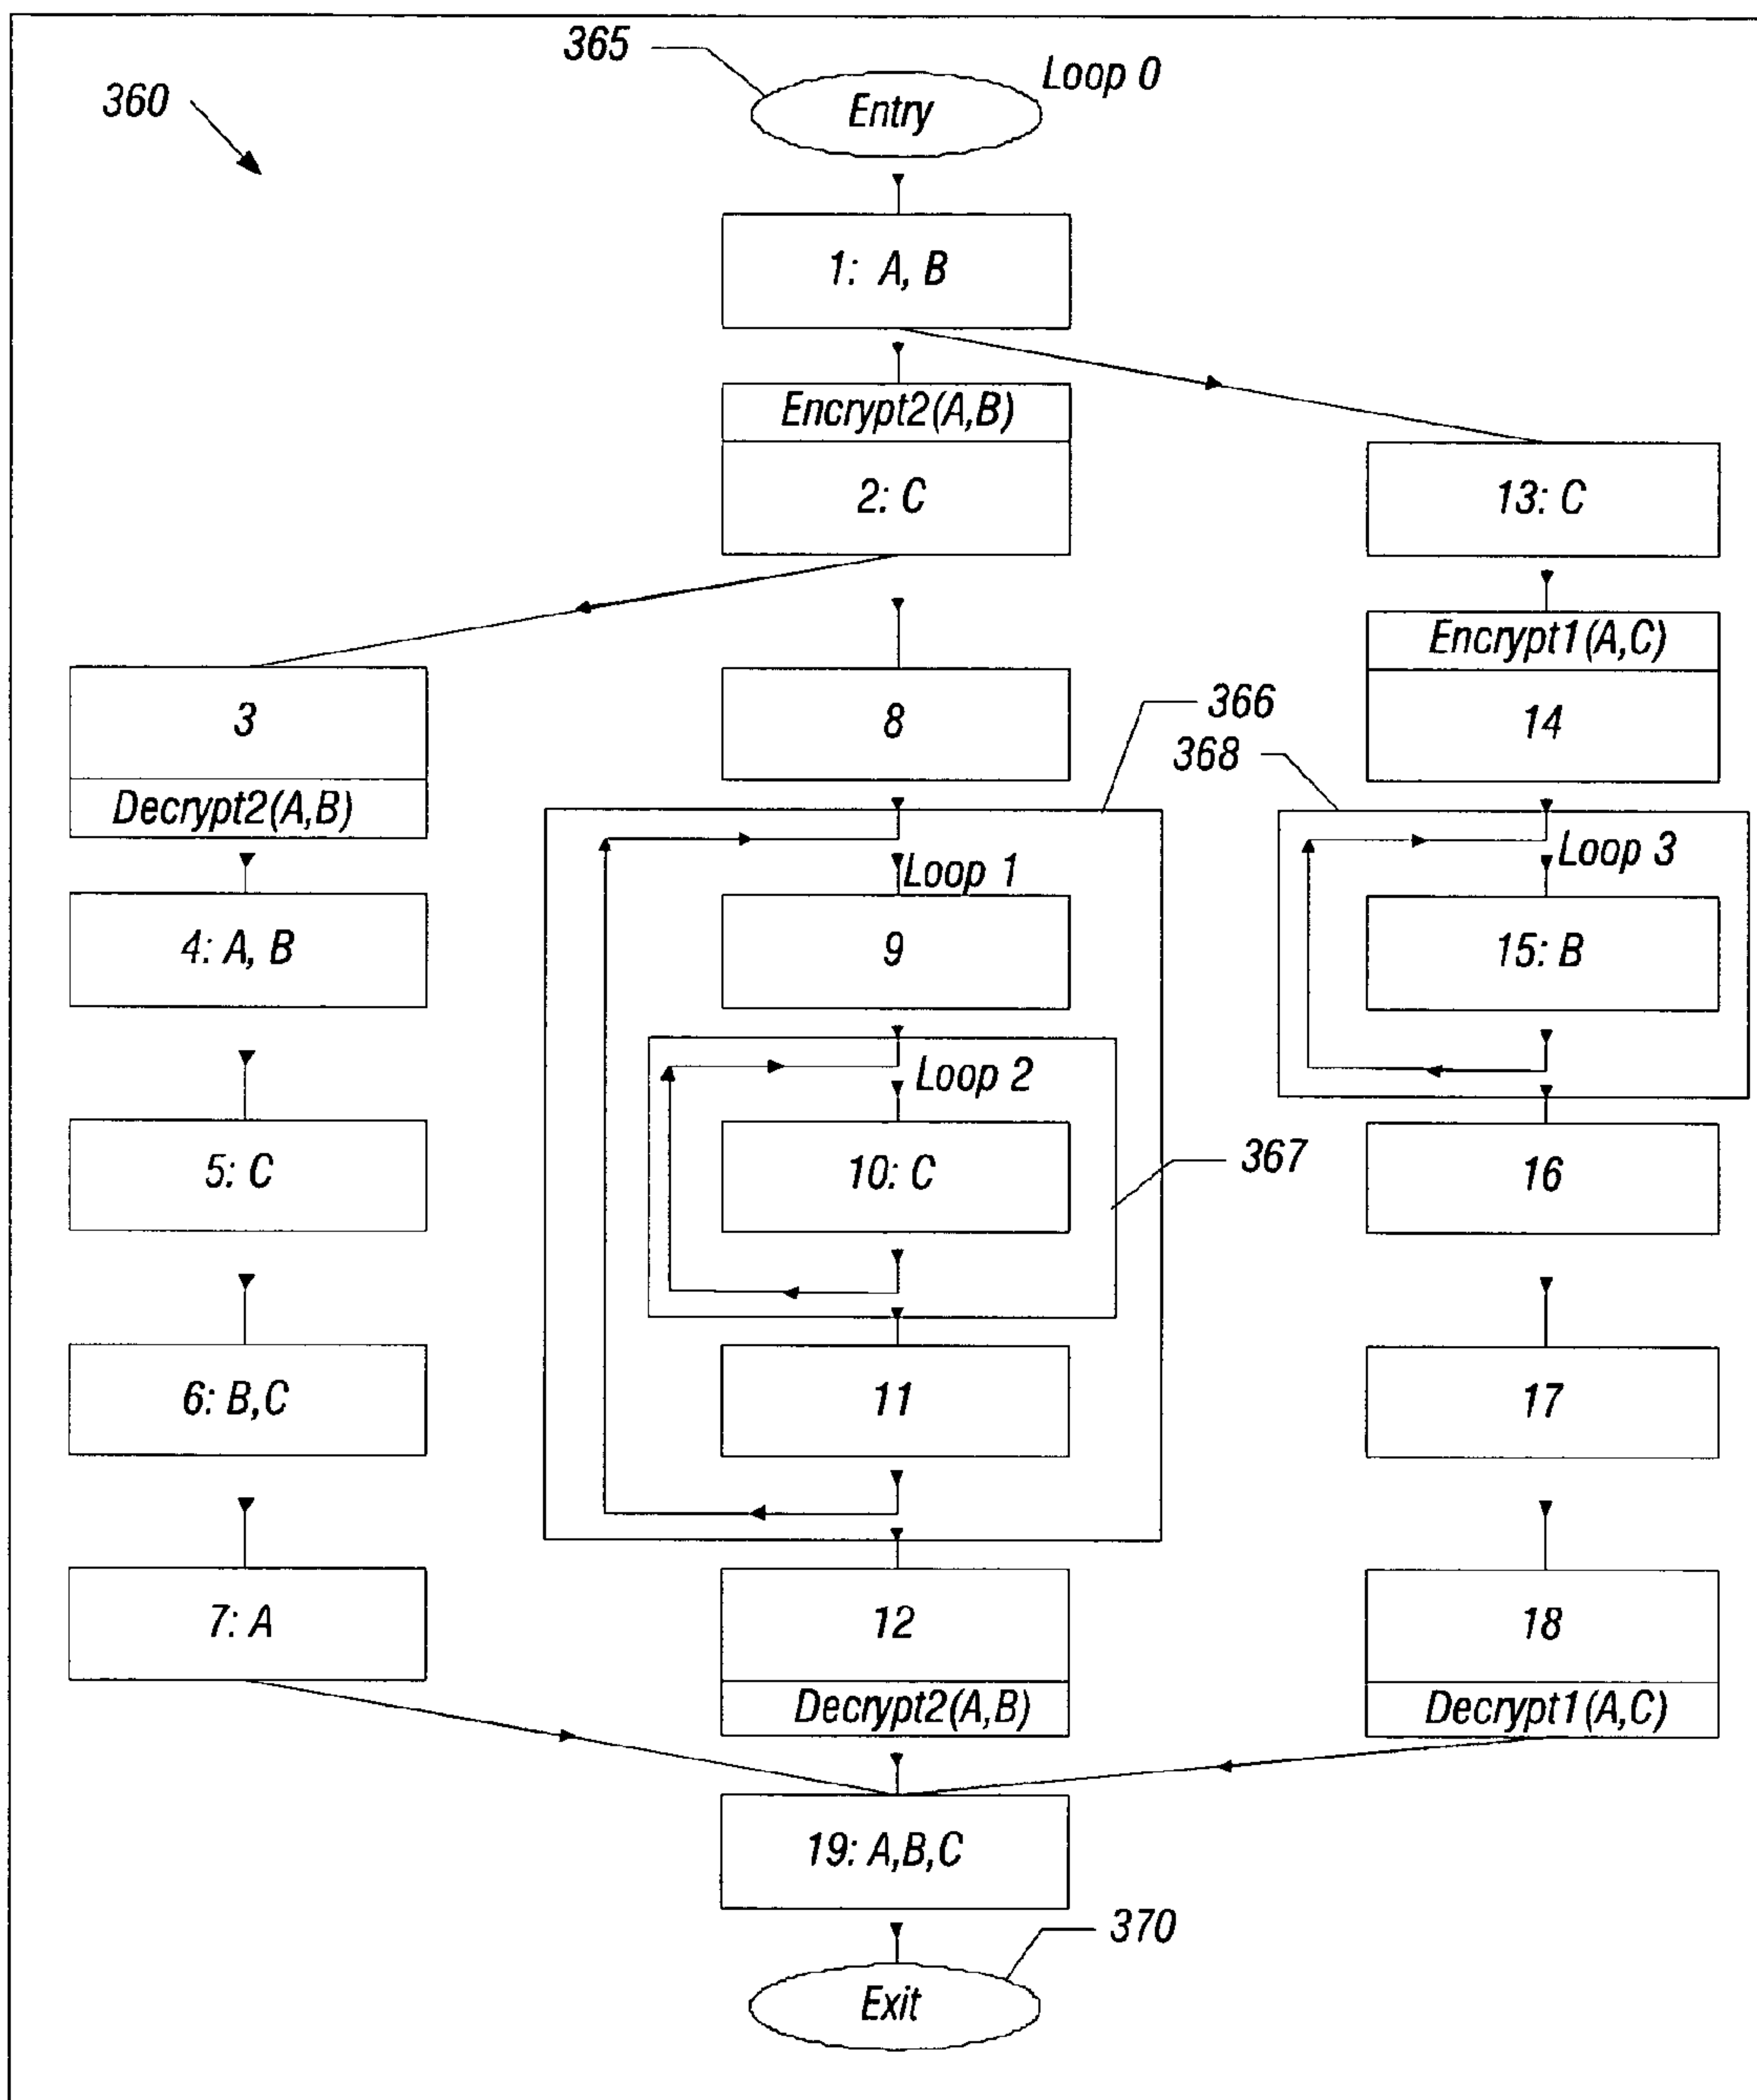 365
Loop 0
360
Entry
1: A, B
Encrypt2(A,B)
2: C
13: C
Encrypt1(A,C)
3
8
366
14
368
Decrypt2(A,B)
Loop 1
Loop 3
4: A, B
9
15: B
Loop 2
5: C
10: C
367
16
6: B,C
11
17
7: A
12
18
Decrypt2(A,B)
Decrypt1(A,C)
19: A,B,C
370
Exit